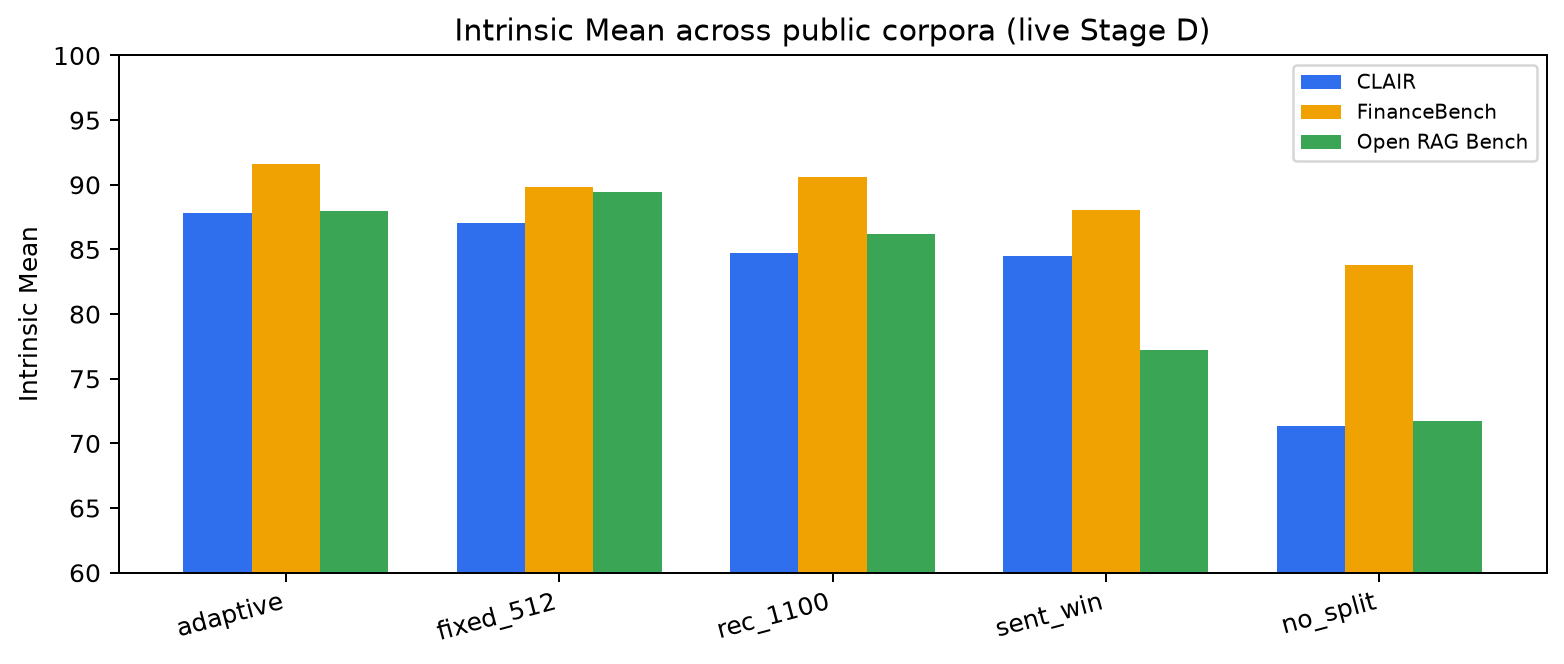 Intrinsic Mean across public corpora (live Stage D)
100
95
90
85
80
75
70
65
60
Intrinsic Mean
CLAIR
FinanceBench
Open RAG Bench
adaptive
fixed_512
rec_1100
sent_win
no_split